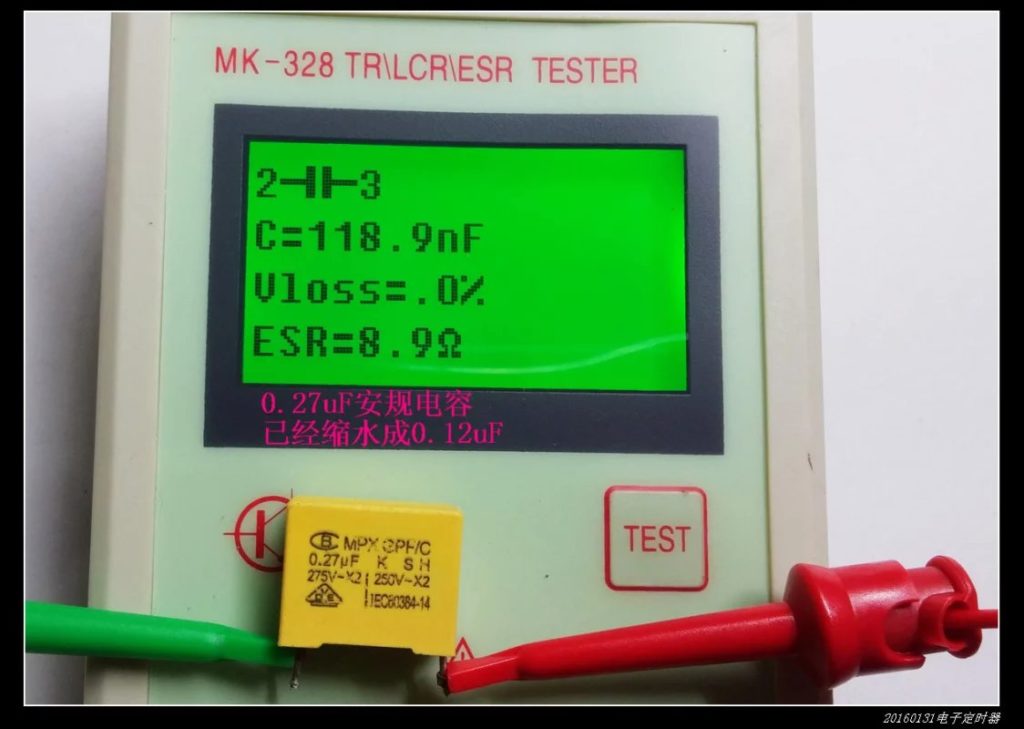 MK-328 TR\LCR\ESR TESTER
2 3
C=118.9nF
Vloss=.0%
ESR=8.9Ω
0.27uF安规电容
已经缩水成0.12uF
TEST
MPX
0.27μF K S H
275V~X2 250V~X2
IEC60384-14
20160131电子定时器